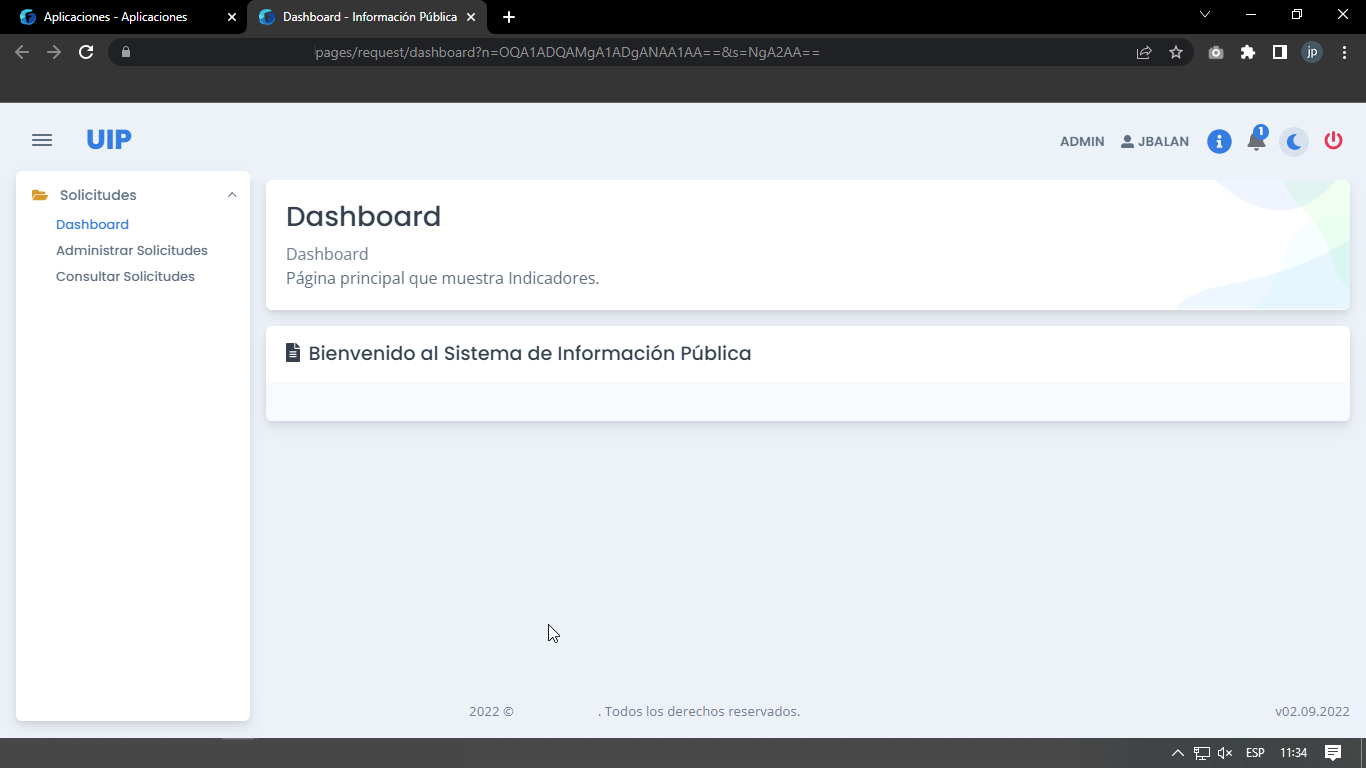 Aplicaciones - Aplicaciones
Dashboard - Información Pública
pages/request/dashboard?n=OQA1ADQAMgA1ADgANAA1AA==&s=NgA2AA==
jp
UIP
ADMIN
JBALAN
1
Solicitudes
Dashboard
Administrar Solicitudes
Consultar Solicitudes
Dashboard
Dashboard
Página principal que muestra Indicadores.
Bienvenido al Sistema de Información Pública
2022 © . Todos los derechos reservados.
v02.09.2022
ESP
11:34